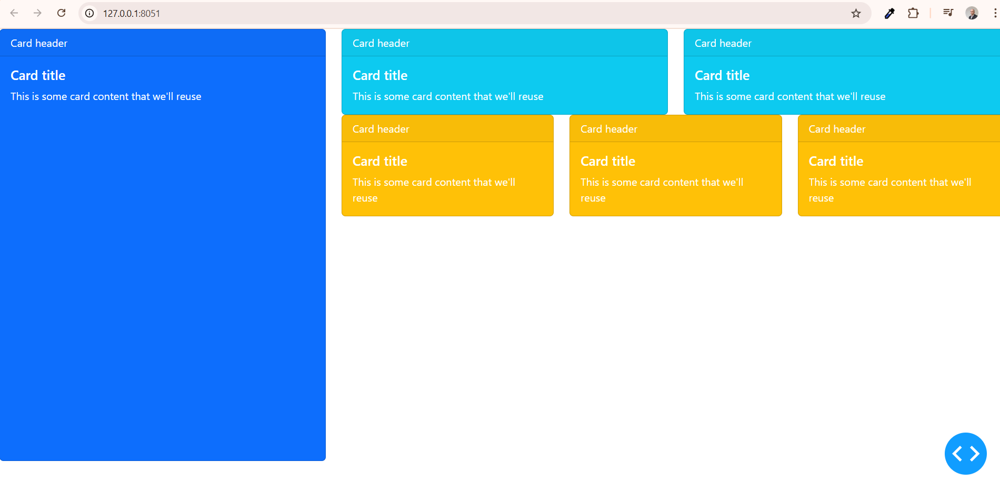 127.0.0.1:8051
Card header
Card title
This is some card content that we'll reuse
Card header
Card title
This is some card content that we'll reuse
Card header
Card title
This is some card content that we'll reuse
Card header
Card title
This is some card content that we'll
reuse
Card header
Card title
This is some card content that we'll
reuse
Card header
Card title
This is some card content that we'll
reuse